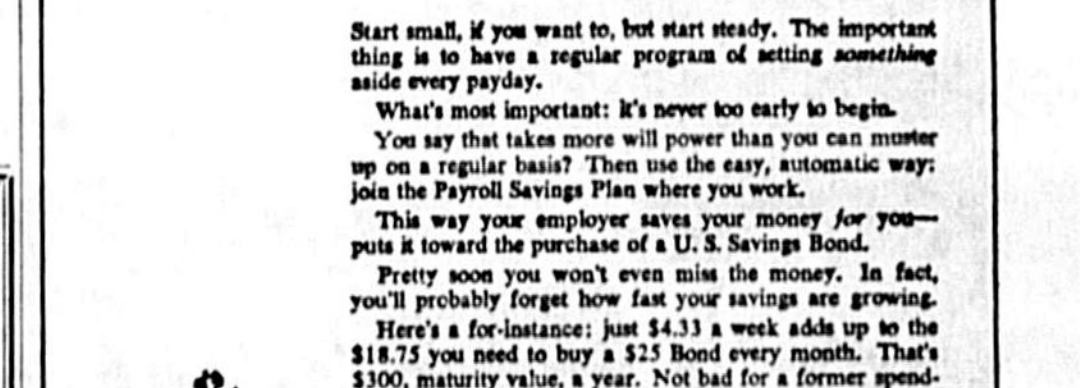 Start small, if you want to, but start steady. The important
thing is to have a regular program of setting something
aside every payday.
What's most important: it's never too early to begin.
You say that takes more will power than you can muster
up on a regular basis? Then use the easy, automatic way:
join the Payroll Savings Plan where you work.
This way your employer saves your money for you—
puts it toward the purchase of a U. S. Savings Bond.
Pretty soon you won't even miss the money. In fact,
you'll probably forget how fast your savings are growing.
Here's a for-instance: just $4.33 a week adds up to the
$18.75 you need to buy a $25 Bond every month. That's
$300, maturity value, a year. Not bad for a former spend-